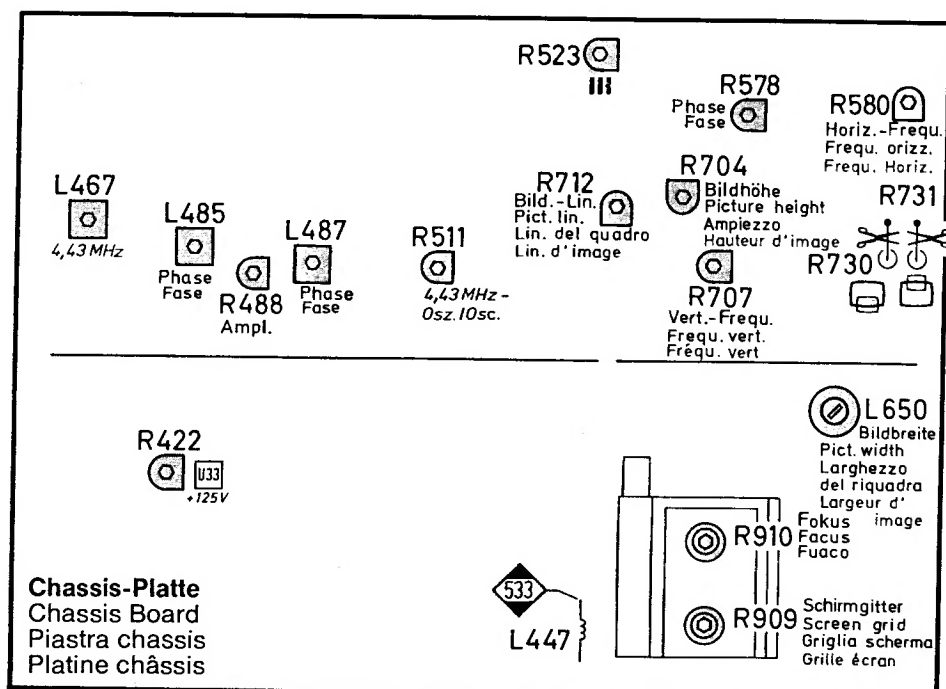 R523
R578
Phase
Fase
R580
Horiz.-Frequ.
Frequ. orizz.
Frequ. Horiz.
L467
4,43 MHz
L485
Phase
Fase
R488
Ampl.
L487
Phase
Fase
R511
4,43 MHz -
Osz. IOsc.
R712
Bild.-Lin.
Pict. lin.
Lin. del quadro
Lin. d'image
R704
Bildhöhe
Picture height
Ampiezzo
Hauteur d'image
R731
R730
R707
Vert.-Frequ.
Frequ. vert.
Fréqu. vert
L650
Bildbreite
Pict. width
Larghezzo
del riquadra
Largeur d'
image
R422
U33
+125V
R910
Fokus
Facus
Fuaco
533
L447
R909
Schirmgitter
Screen grid
Griglia scherma
Grille écran
Chassis-Platte
Chassis Board
Piastra chassis
Platine châssis